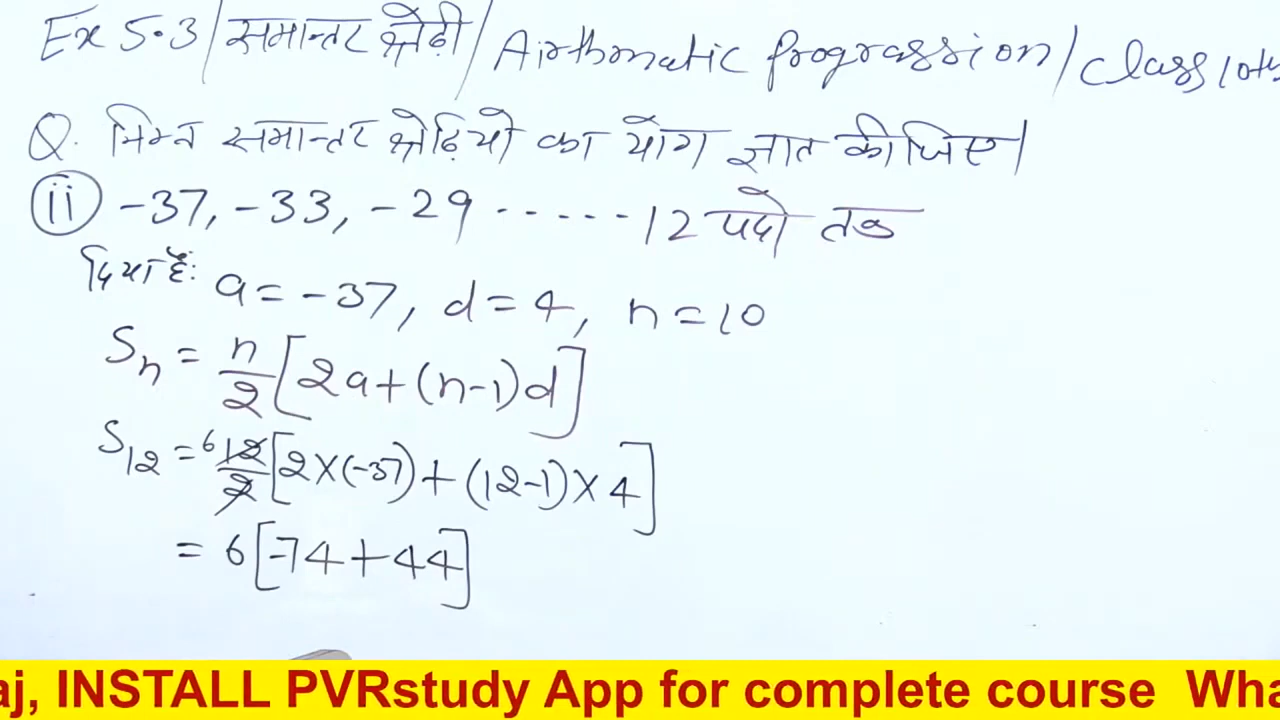 Ex 5.3/समान्तर श्रेढ़ी/Airthmatic Progression/Class 10th
Q. निम्न समान्तर श्रेढ़ियो का योग ज्ञात कीजिए।
(ii) -37, -33, -29 ...... 12 पदो तक
दिया है: a = -37, d = 4, n = 10
Sn = n/2 [2a + (n-1)d]
S12 = 6 12/2 [2×(-37) + (12-1) × 4]
= 6[-74+44]
aj, INSTALL PVRstudy App for complete course Wha